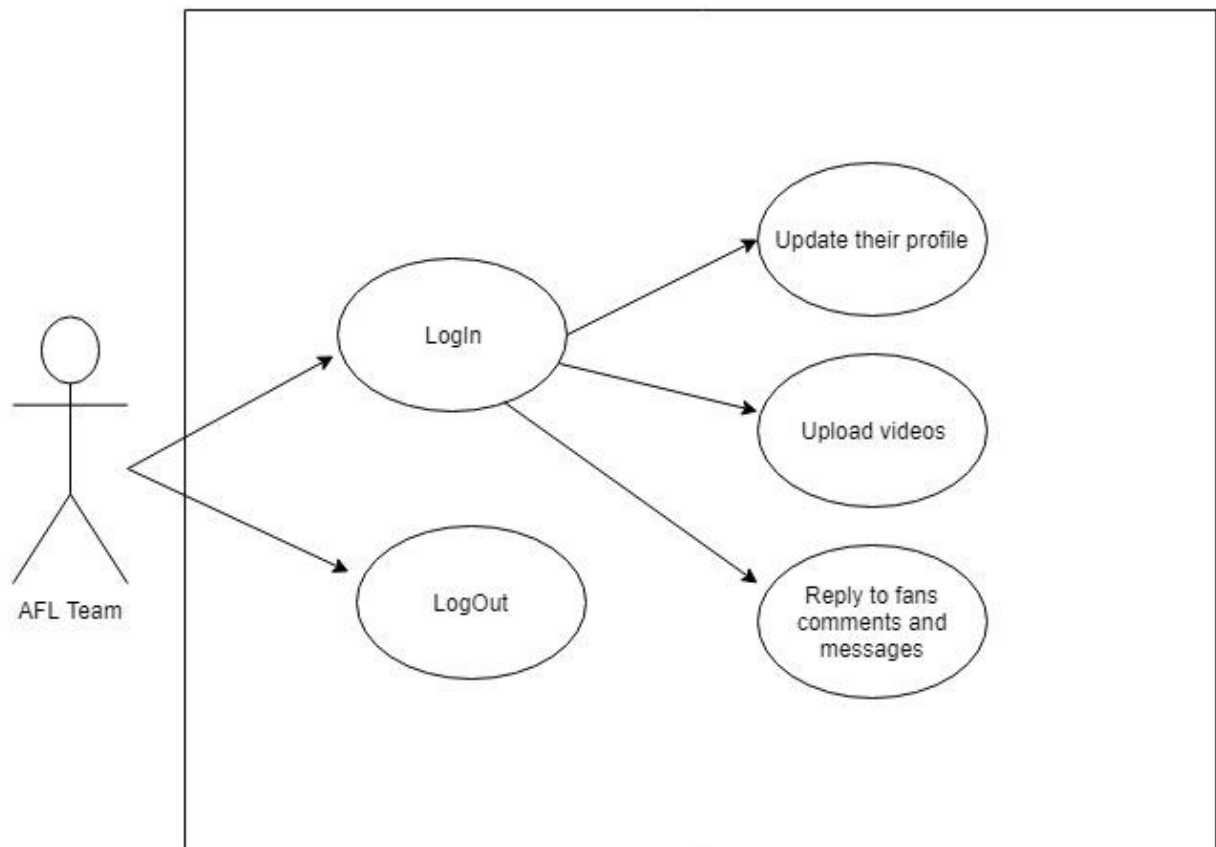 Update their profile
LogIn
Upload videos
AFL Team
LogOut
Reply to fans
comments and
messages